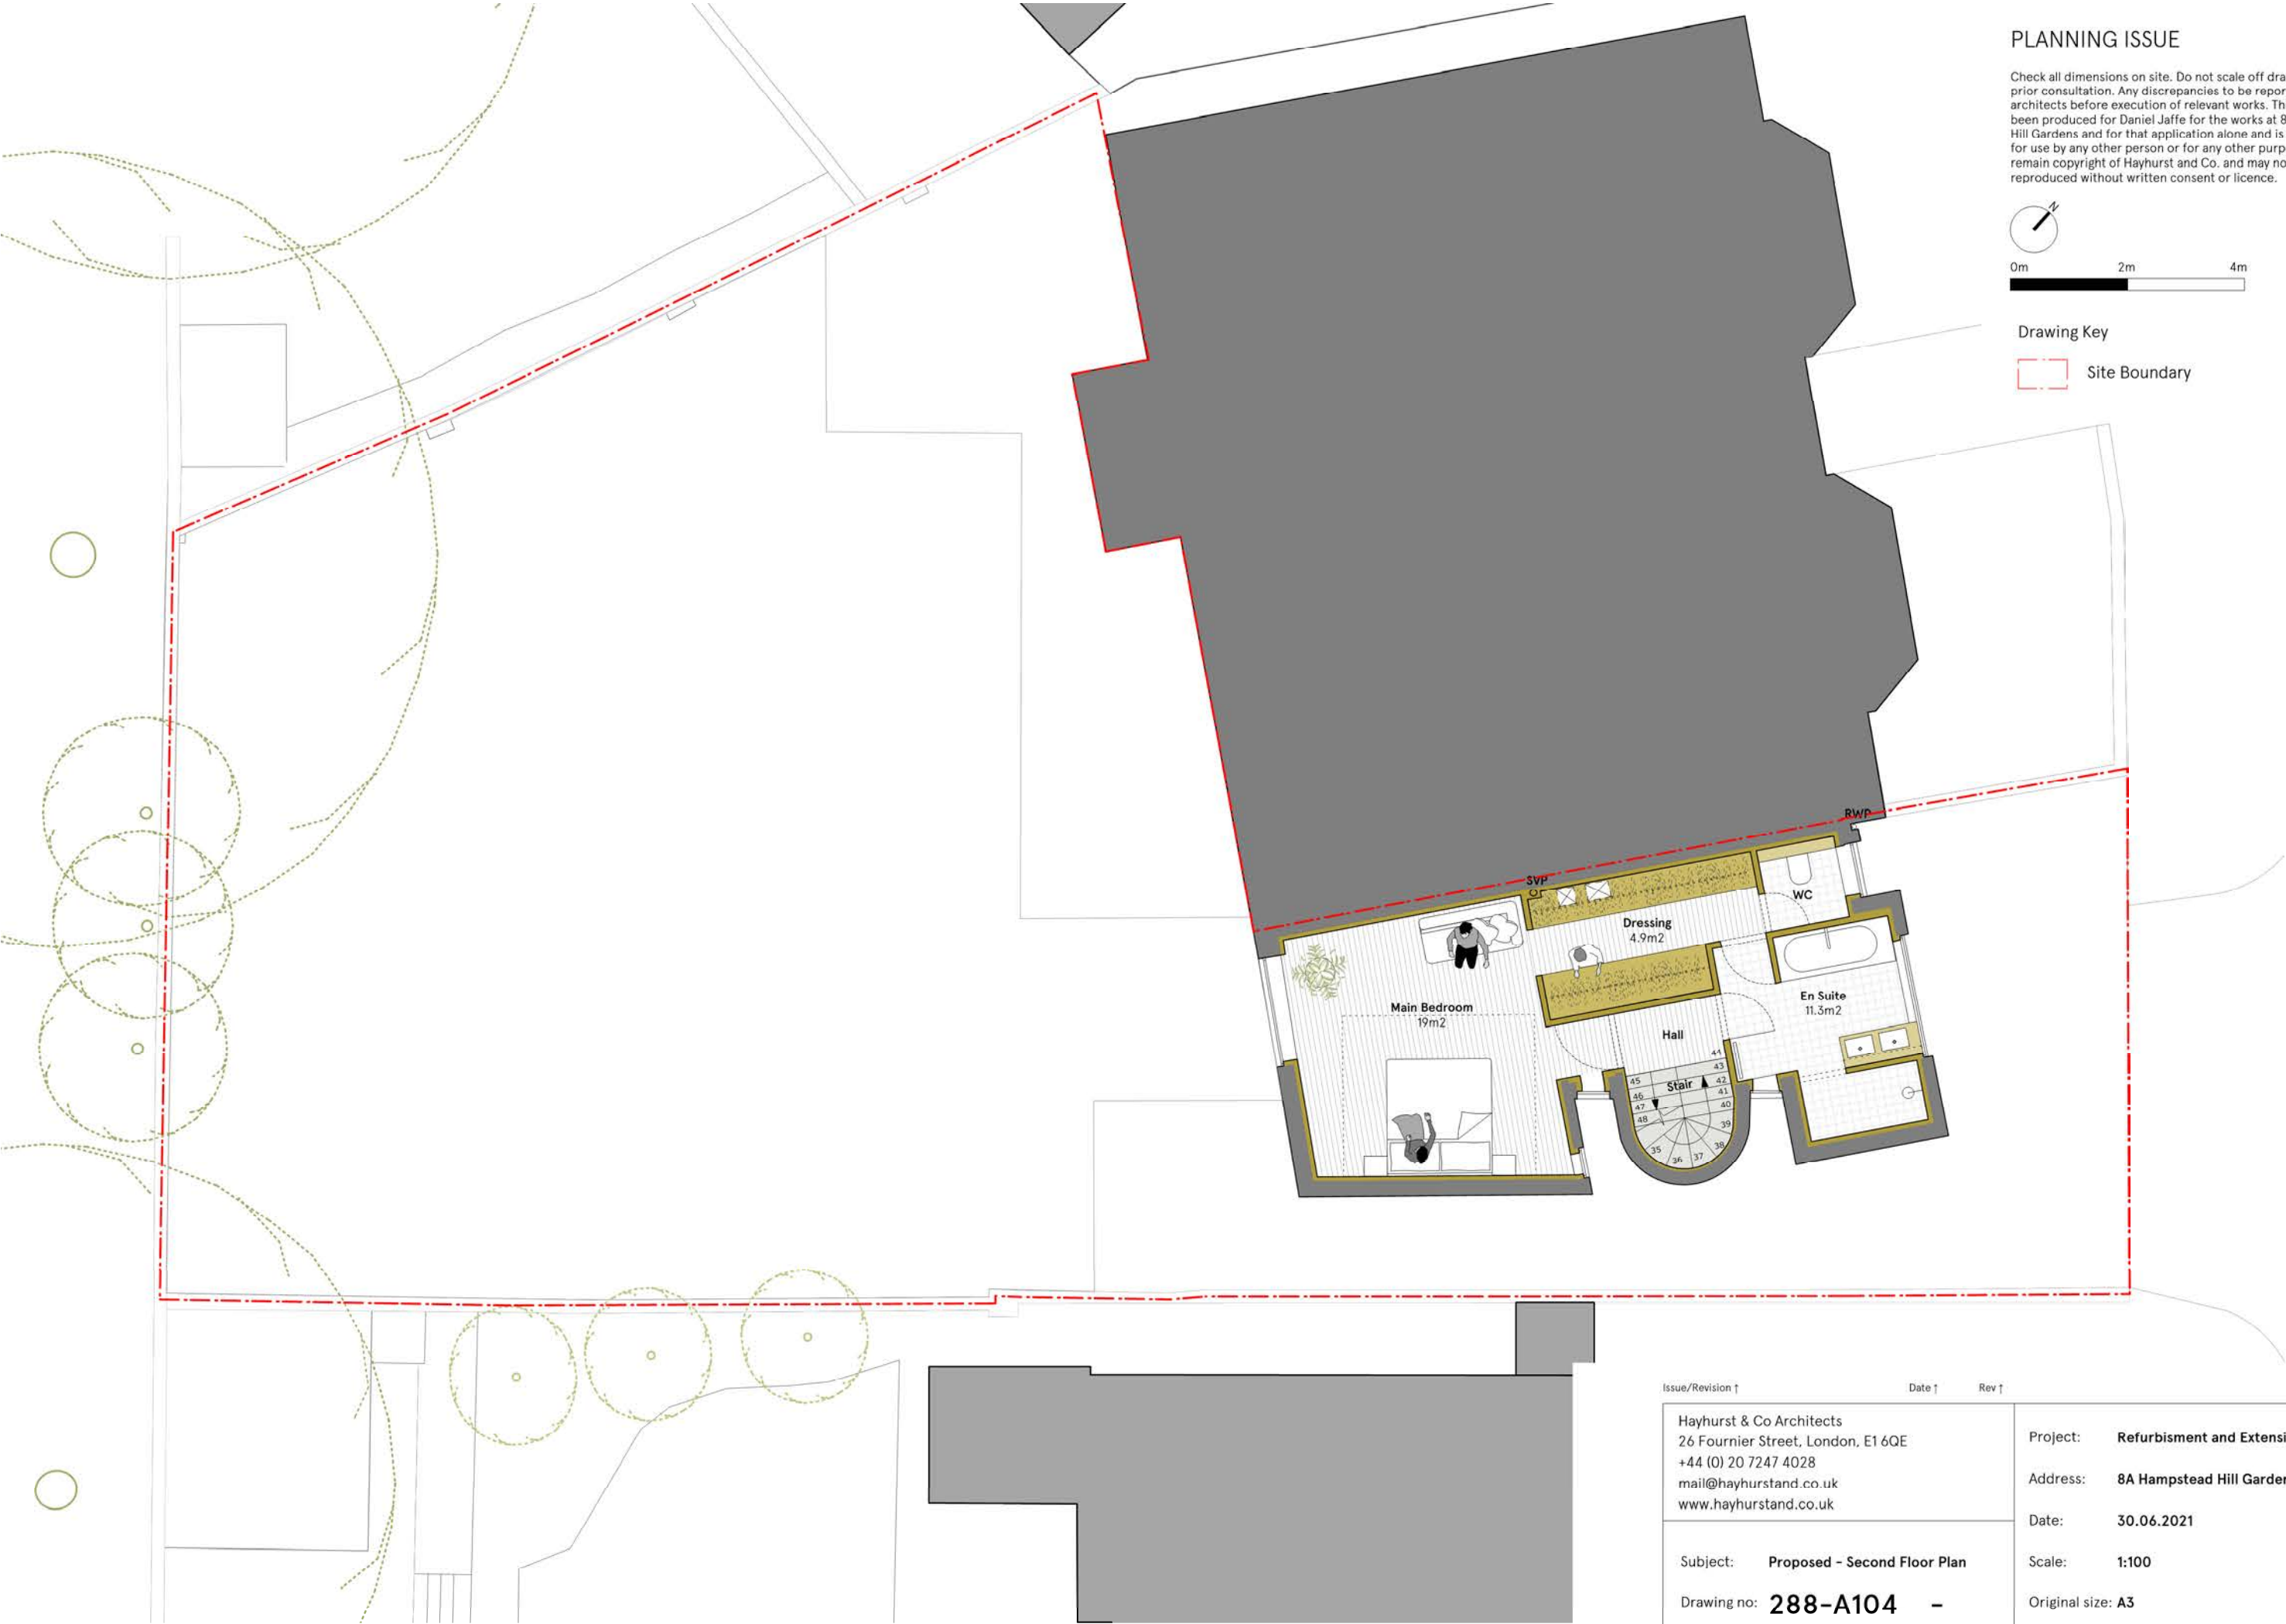 PLANNING ISSUE
Check all dimensions on site. Do not scale off dra
prior consultation. Any discrepancies to be repor
architects before execution of relevant works. Th
been produced for Daniel Jaffe for the works at 8
Hill Gardens and for that application alone and is
for use by any other person or for any other purp
remain copyright of Hayhurst and Co. and may no
reproduced without written consent or licence.
N
0m 2m 4m
Drawing Key
Site Boundary
RWP
SVP
WC
Dressing
4.9m2
Main Bedroom
19m2
En Suite
11.3m2
Hall
Stair
44
43
42
41
40
39
38
37
36
35
45
46
47
48
Issue/Revision ↑ Date ↑ Rev ↑
Hayhurst & Co Architects
26 Fournier Street, London, E1 6QE
+44 (0) 20 7247 4028
mail@hayhurstand.co.uk
www.hayhurstand.co.uk
Subject: Proposed - Second Floor Plan
Drawing no: 288-A104 -
Project: Refurbisment and Extensi
Address: 8A Hampstead Hill Garde
Date: 30.06.2021
Scale: 1:100
Original size: A3